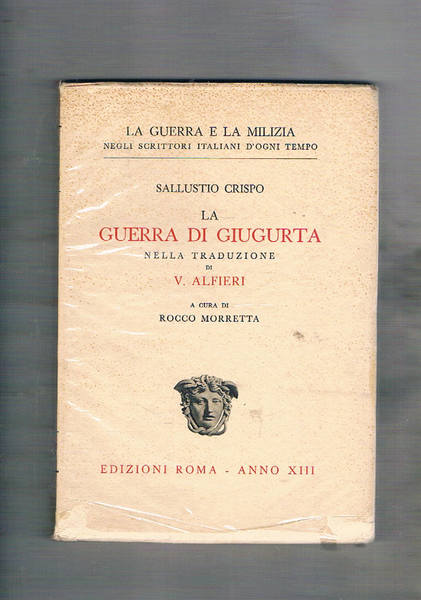 LA GUERRA E LA MILIZIA
NEGLI SCRITTORI ITALIANI D'OGNI TEMPO
SALLUSTIO CRISPO
LA
GUERRA DI GIUGURTA
NELLA TRADUZIONE
DI
V. ALFIERI
A CURA DI
ROCCO MORRETTA
EDIZIONI ROMA - ANNO XIII